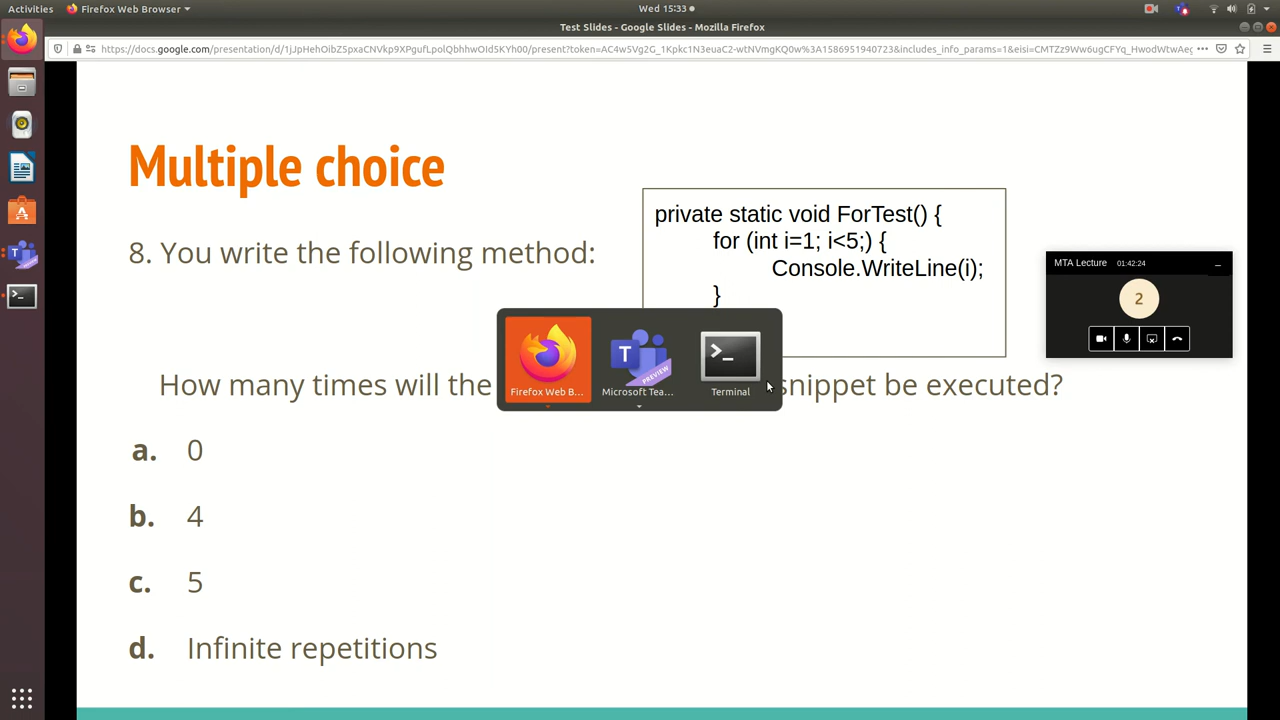 Activities
Firefox Web Browser
Wed 15:33
Test Slides - Google Slides - Mozilla Firefox
Multiple choice
8. You write the following method:
private static void ForTest() {
for (int i=1; i<5;) {
Console.WriteLine(i);
}
MTA Lecture 01:42:24
2
Firefox Web B...
Microsoft Tea...
PREVIEW
Terminal
How many times will the
snippet be executed?
a. 0
b. 4
c. 5
d. Infinite repetitions